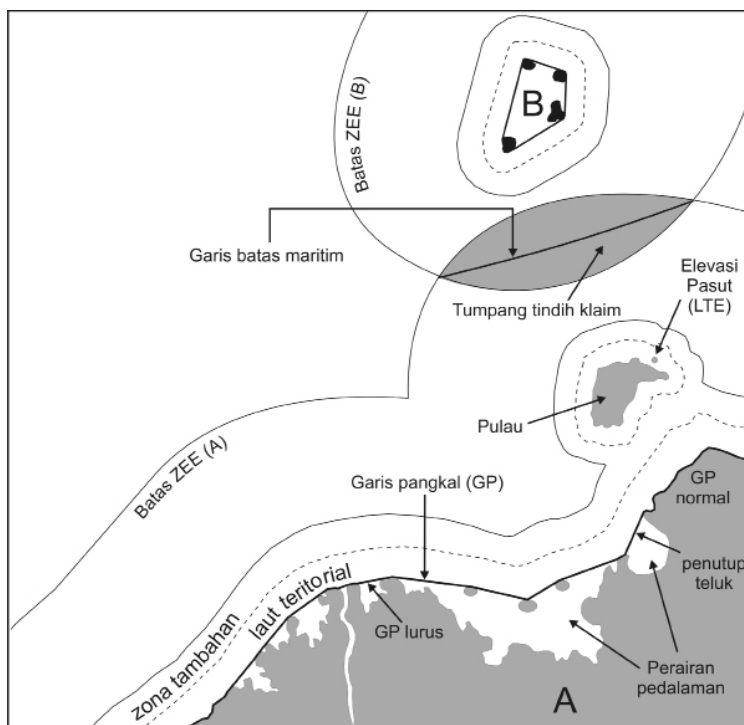 B
Batas ZEE (B)
Garis batas maritim
Tumpang tindih klaim
Elevasi
Pasut
(LTE)
Pulau
Batas ZEE (A)
Garis pangkal (GP)
GP
normal
penutup
teluk
laut teritorial
zona tambahan
GP lurus
Perairan
pedalaman
A